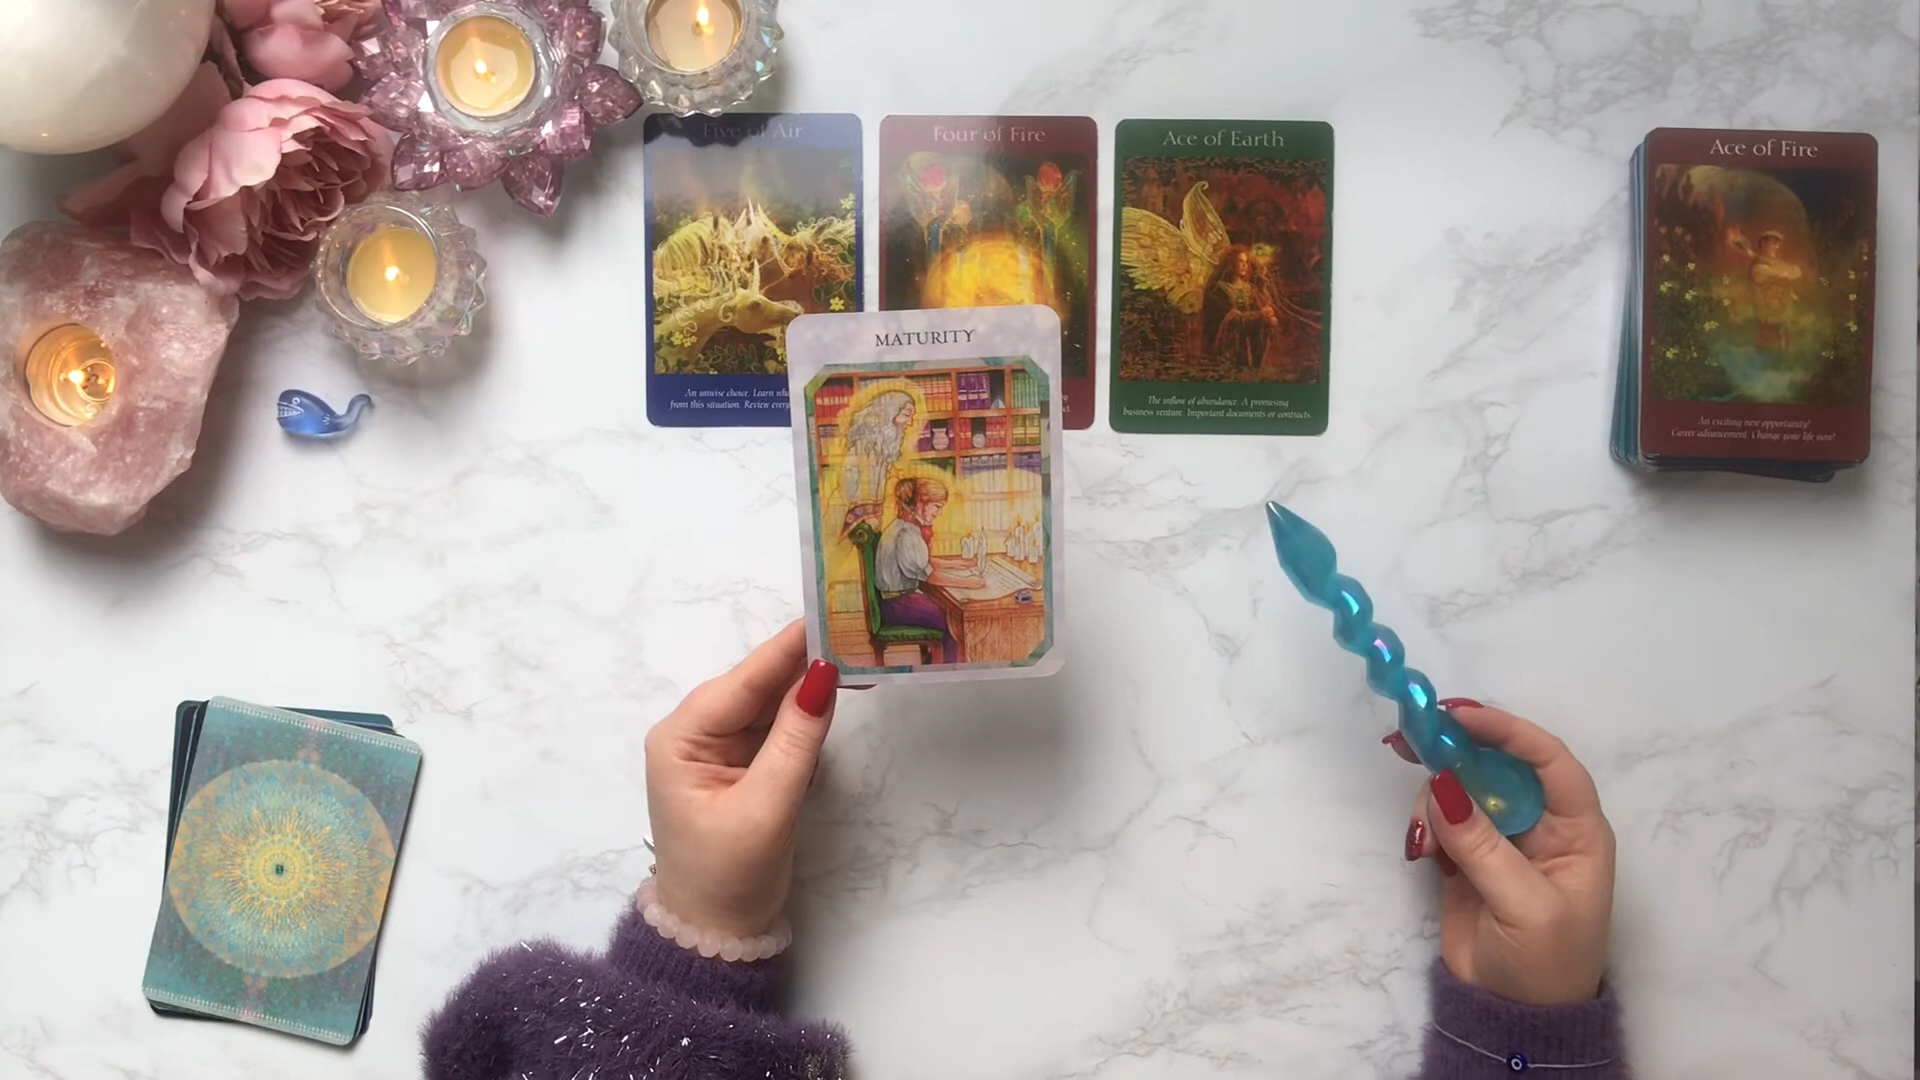 Five of Air
Four of Fire
Ace of Earth
Ace of Fire
MATURITY
An unwise choice. Learn
from this situation. Review
The inflow of abundance. A promising
business venture. Important documents or contracts
An exciting new opportunity!
Career advancement. Change your life now!